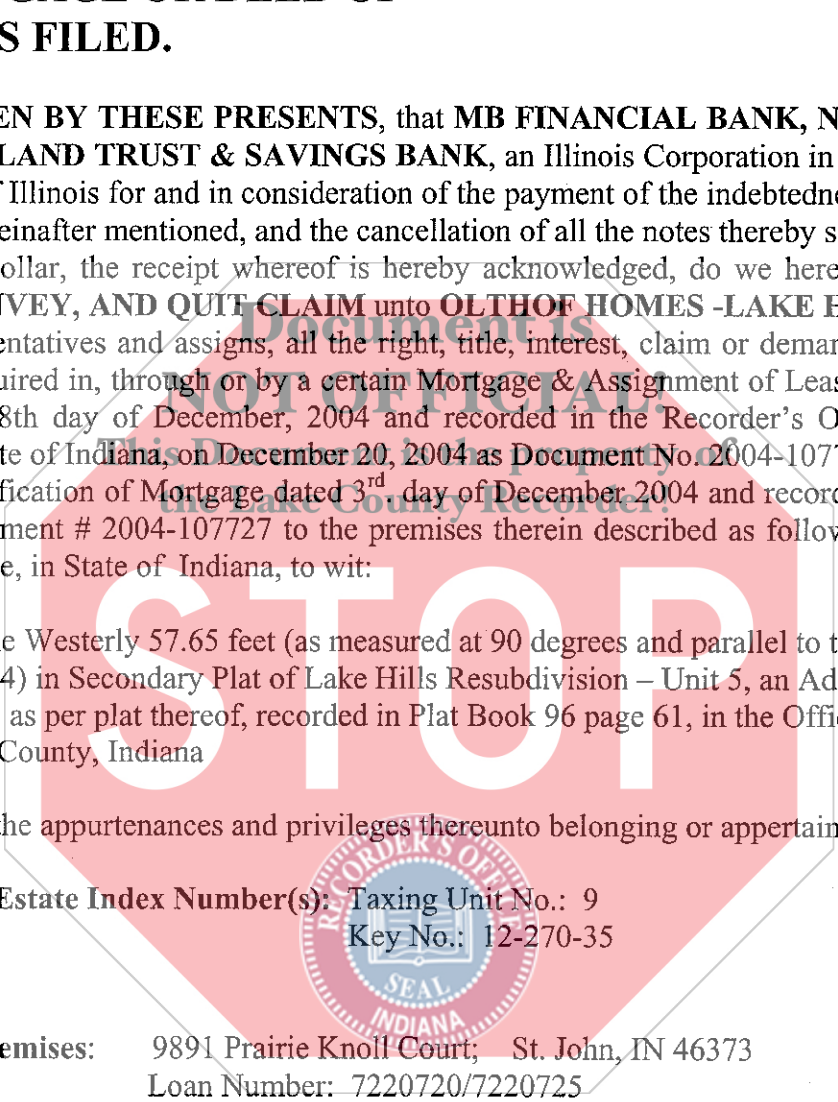 S FILED.
EN BY THESE PRESENTS, that MB FINANCIAL BANK, N
LAND TRUST & SAVINGS BANK, an Illinois Corporation in
f Illinois for and in consideration of the payment of the indebtedne
einafter mentioned, and the cancellation of all the notes thereby s
ollar, the receipt whereof is hereby acknowledged, do we here
VEY, AND QUIT CLAIM unto OLTHOF HOMES -LAKE E
Document is
entatives and assigns, all the right, title, interest, claim or deman
uired in, through or by a certain Mortgage & Assignment of Leas
NOT OFFICIAL!
8th day of December, 2004 and recorded in the Recorder's O
This Document is the property of
te of Indiana, on December 20, 2004 as Document No. 2004-1077
fication of Mortgage dated 3rd. day of December 2004 and record
the Lake County Recorder!
ment # 2004-107727 to the premises therein described as follow
e, in State of Indiana, to wit:
STOP
e Westerly 57.65 feet (as measured at 90 degrees and parallel to t
4) in Secondary Plat of Lake Hills Resubdivision – Unit 5, an Ad
as per plat thereof, recorded in Plat Book 96 page 61, in the Offi
County, Indiana
he appurtenances and privileges thereunto belonging or appertain
Estate Index Number(s): Taxing Unit No.: 9
Key No.: 12-270-35
RECORDER'S OFFICE
SEAL
INDIANA
emises: 9891 Prairie Knoll Court; St. John, IN 46373
Loan Number: 7220720/7220725